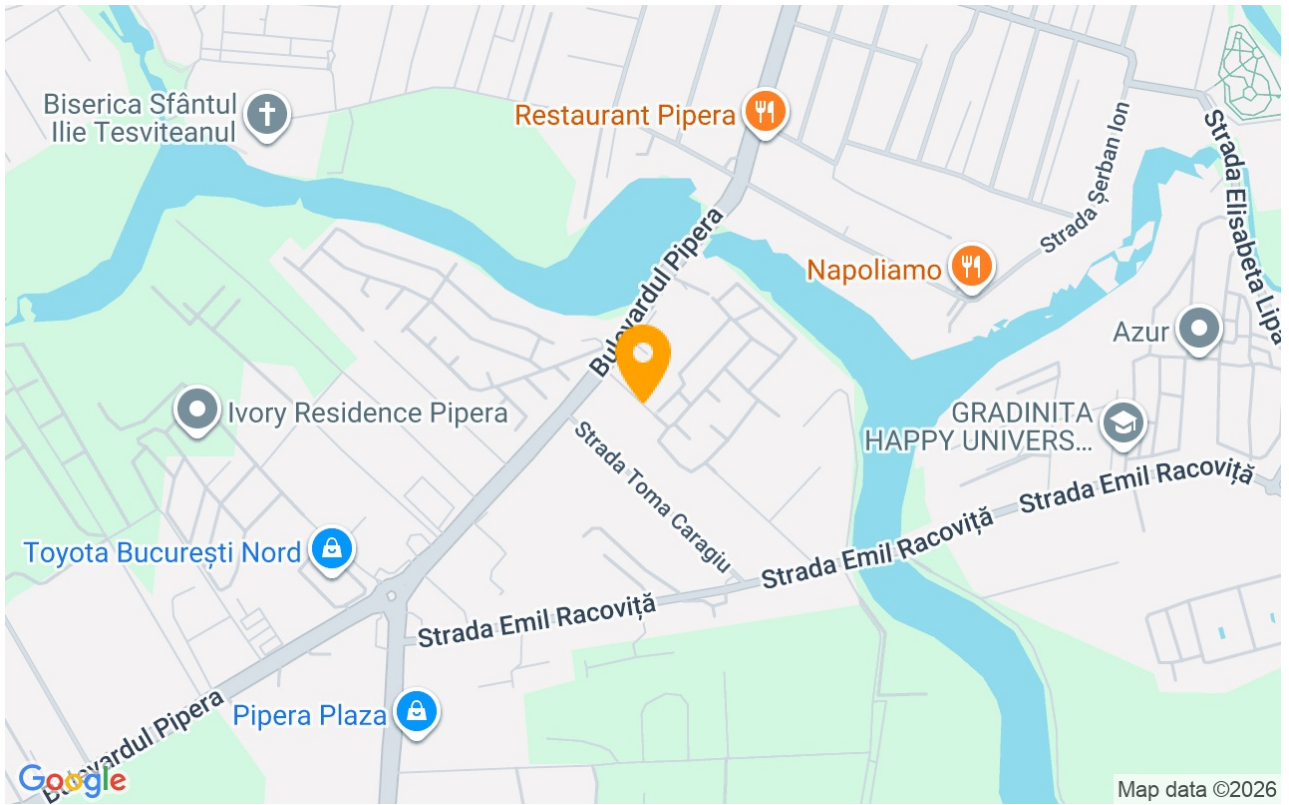 Biserica Sfântul
Ilie Tesviteanul
Restaurant Pipera
Strada Șerban Ion
Strada Elisabeta Lipa
Bulevardul Pipera
Napoliamo
Azur
Ivory Residence Pipera
GRADINITA
HAPPY UNIVERS...
Strada Toma Caragiu
Strada Emil Racoviță
Strada Emil Racoviță
Toyota București Nord
Strada Emil Racoviță
Pipera Plaza
Bulevardul Pipera
Google
Map data ©2026